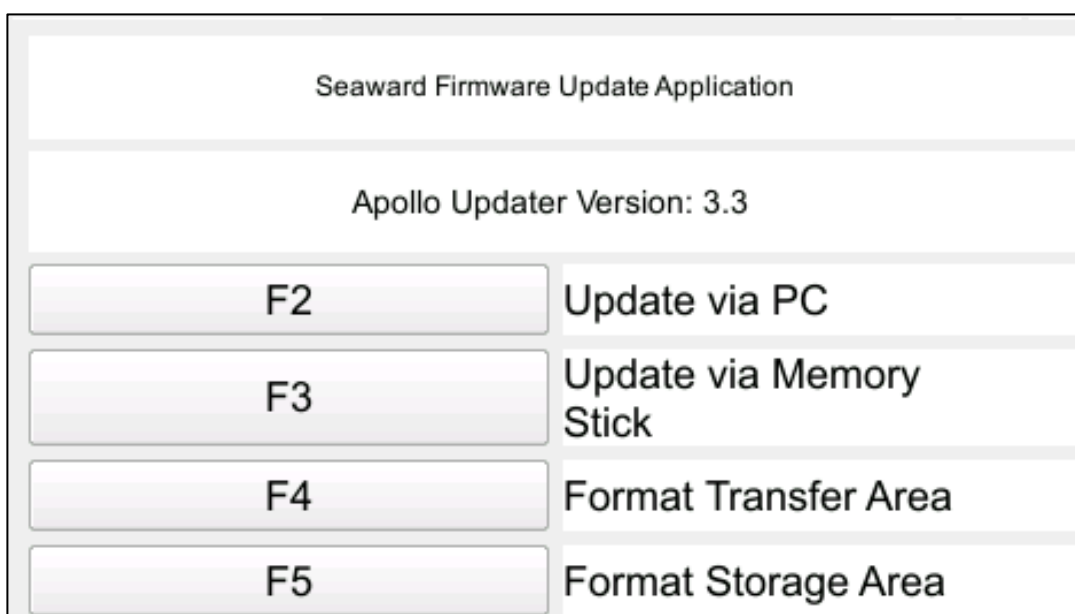 Seaward Firmware Update Application
Apollo Updater Version: 3.3
F2 Update via PC
F3 Update via Memory
Stick
F4 Format Transfer Area
F5 Format Storage Area